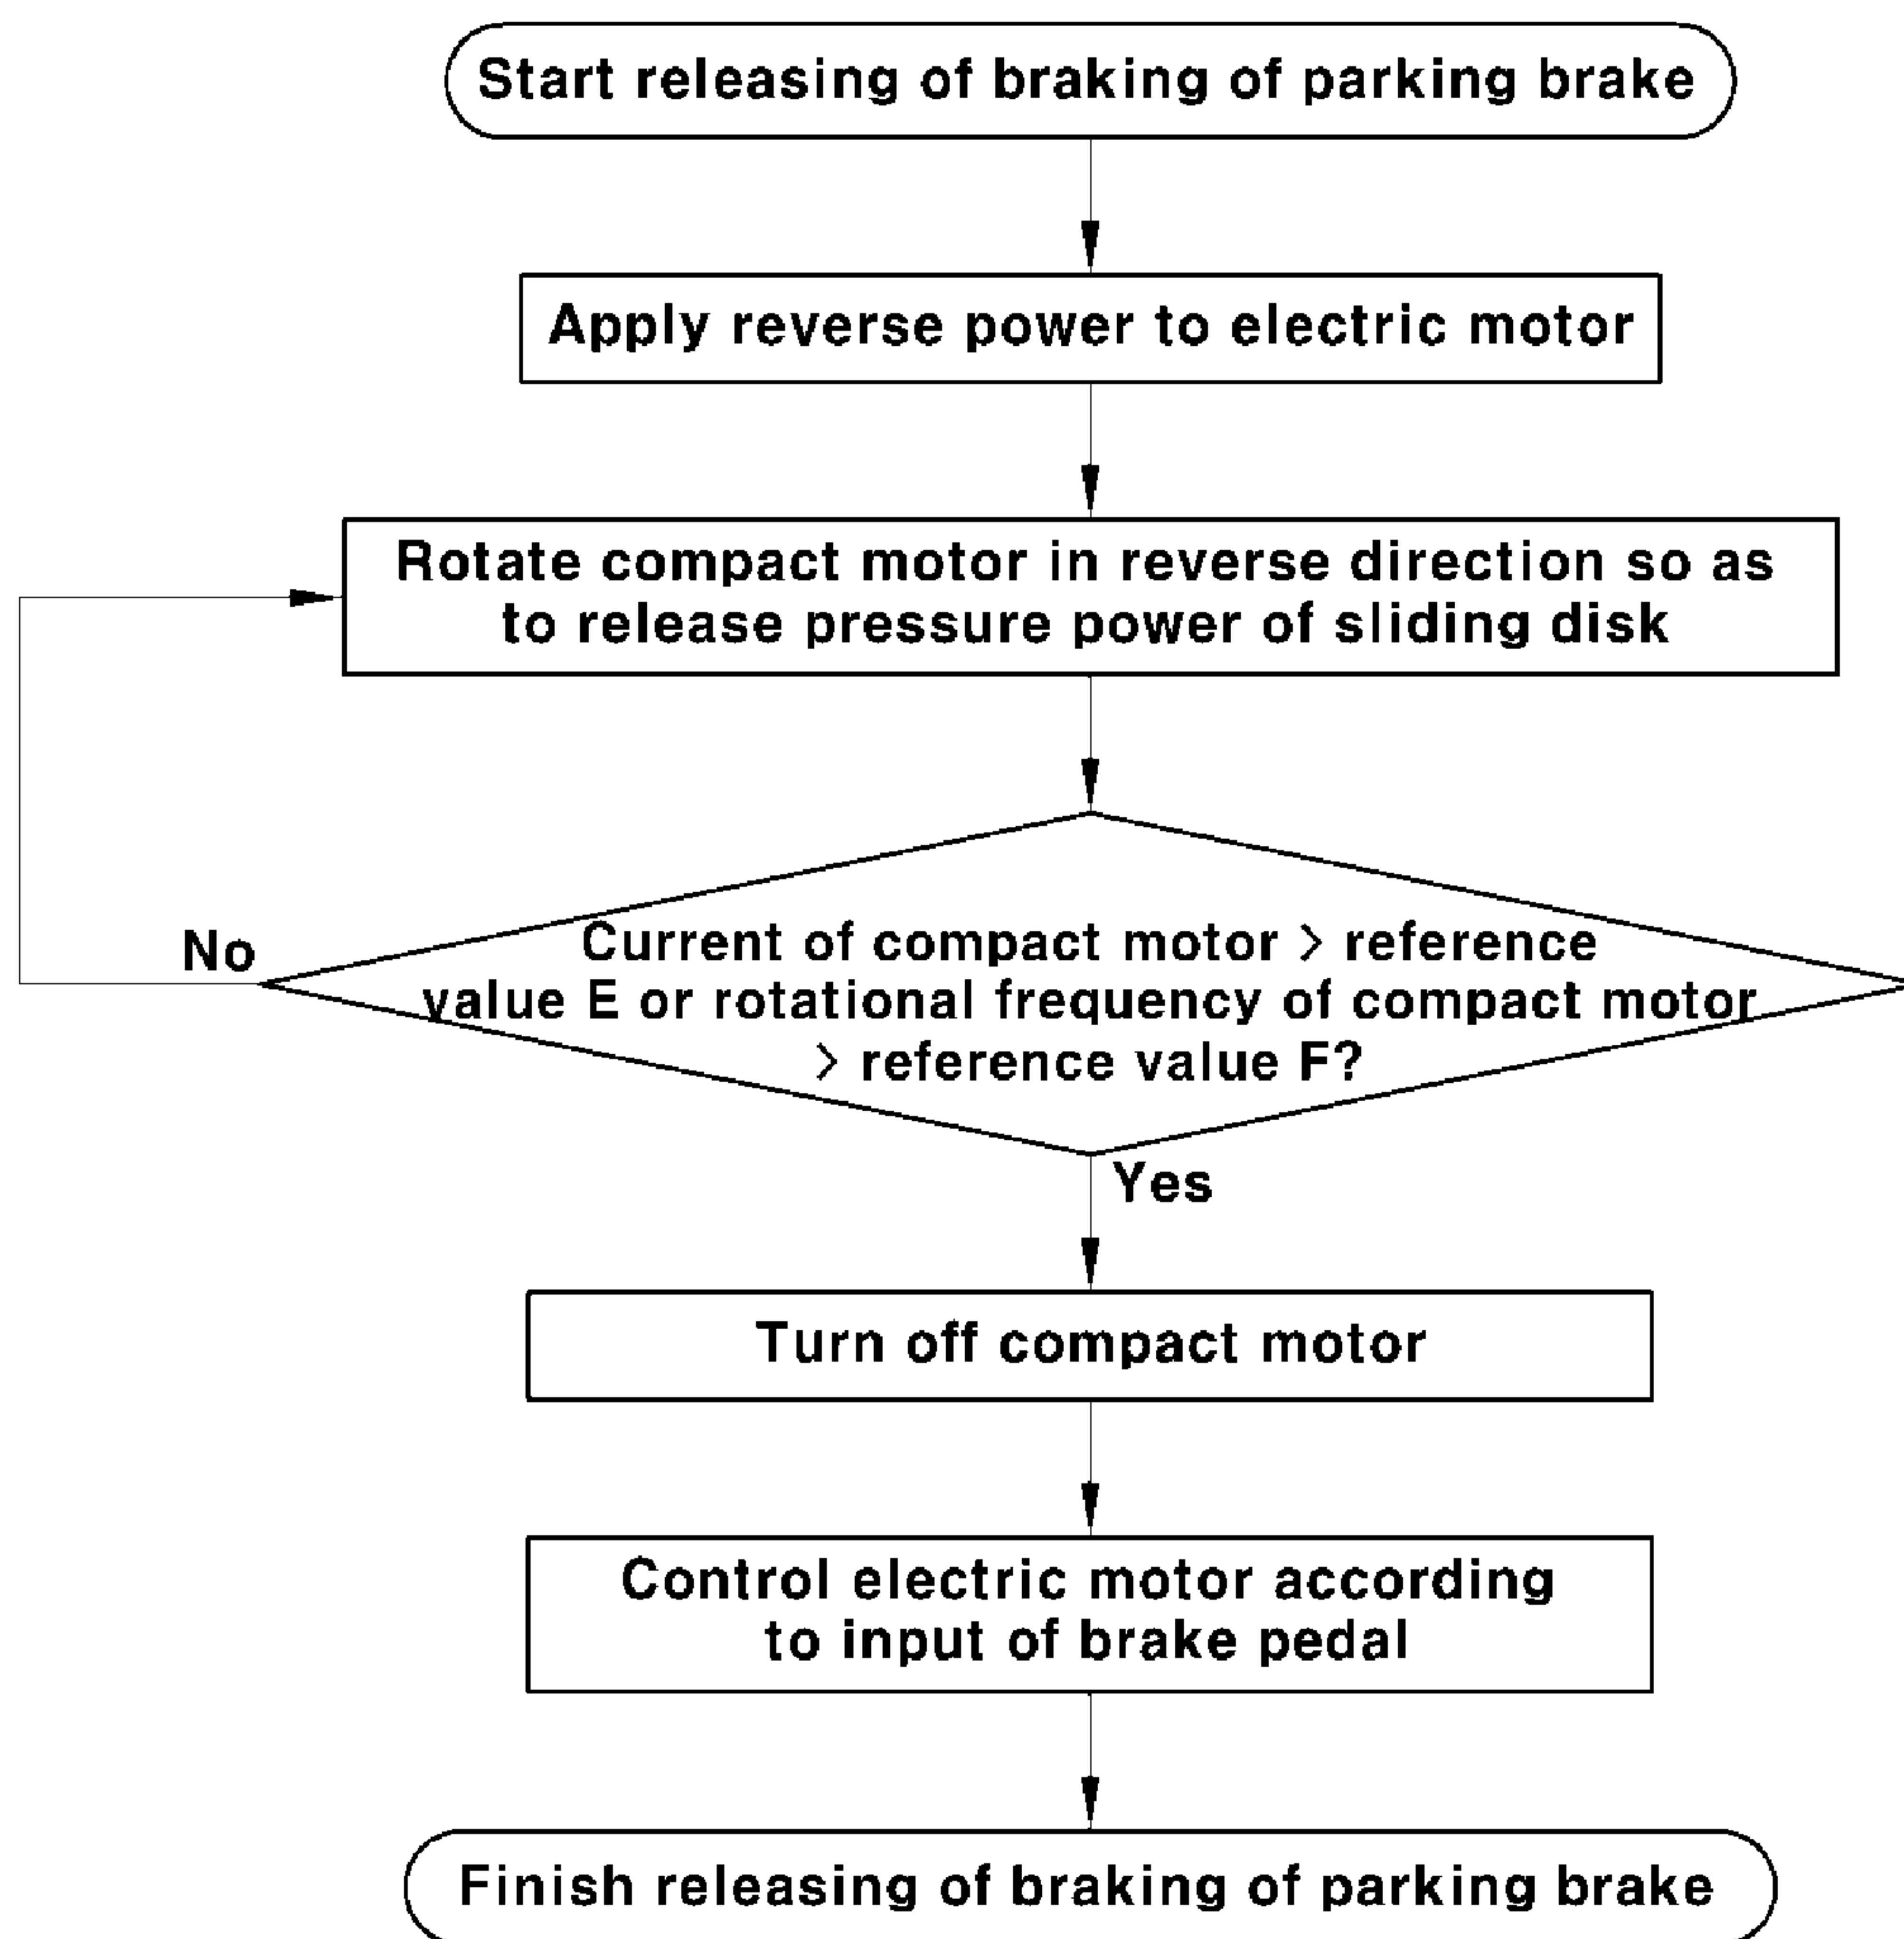 Start releasing of braking of parking brake
Apply reverse power to electric motor
Rotate compact motor in reverse direction so as
to release pressure power of sliding disk
Current of compact motor > reference
value E or rotational frequency of compact motor
> reference value F?
No
Yes
Turn off compact motor
Control electric motor according
to input of brake pedal
Finish releasing of braking of parking brake